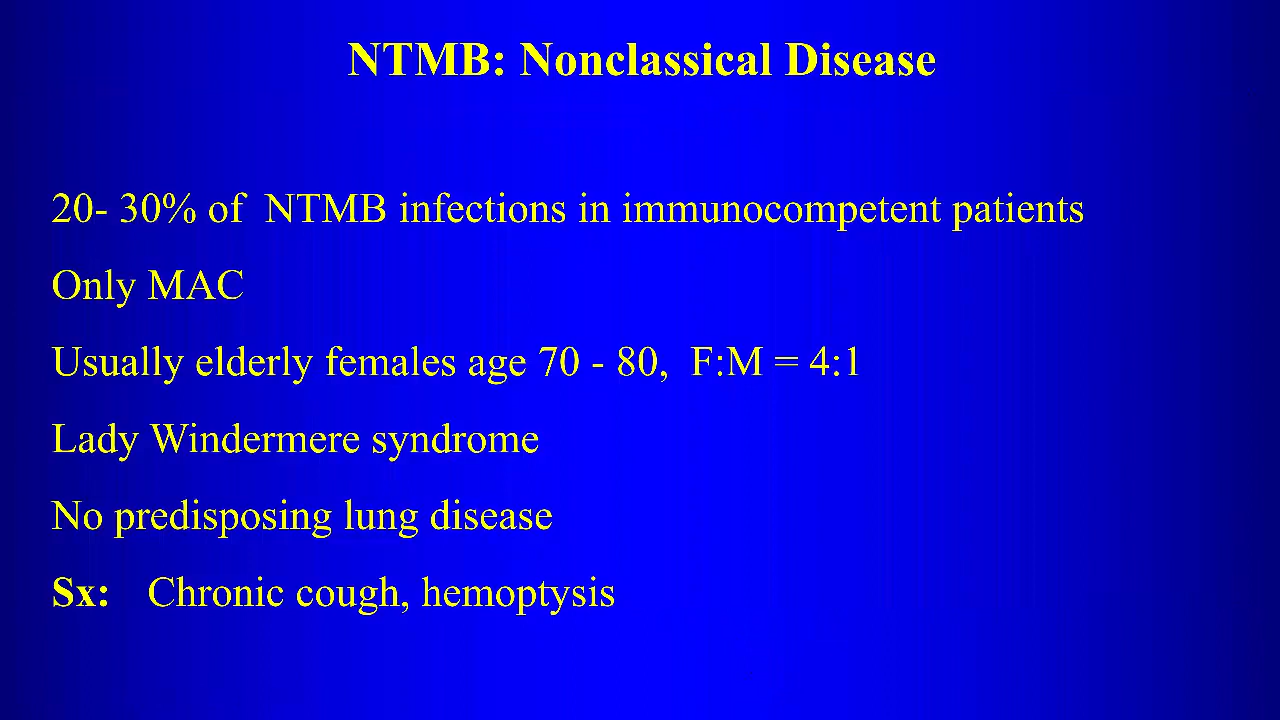 NTMB: Nonclassical Disease
20- 30% of  NTMB infections in immunocompetent patients
Only MAC
Usually elderly females age 70 - 80,  F:M = 4:1
Lady Windermere syndrome
No predisposing lung disease
Sx:   Chronic cough, hemoptysis